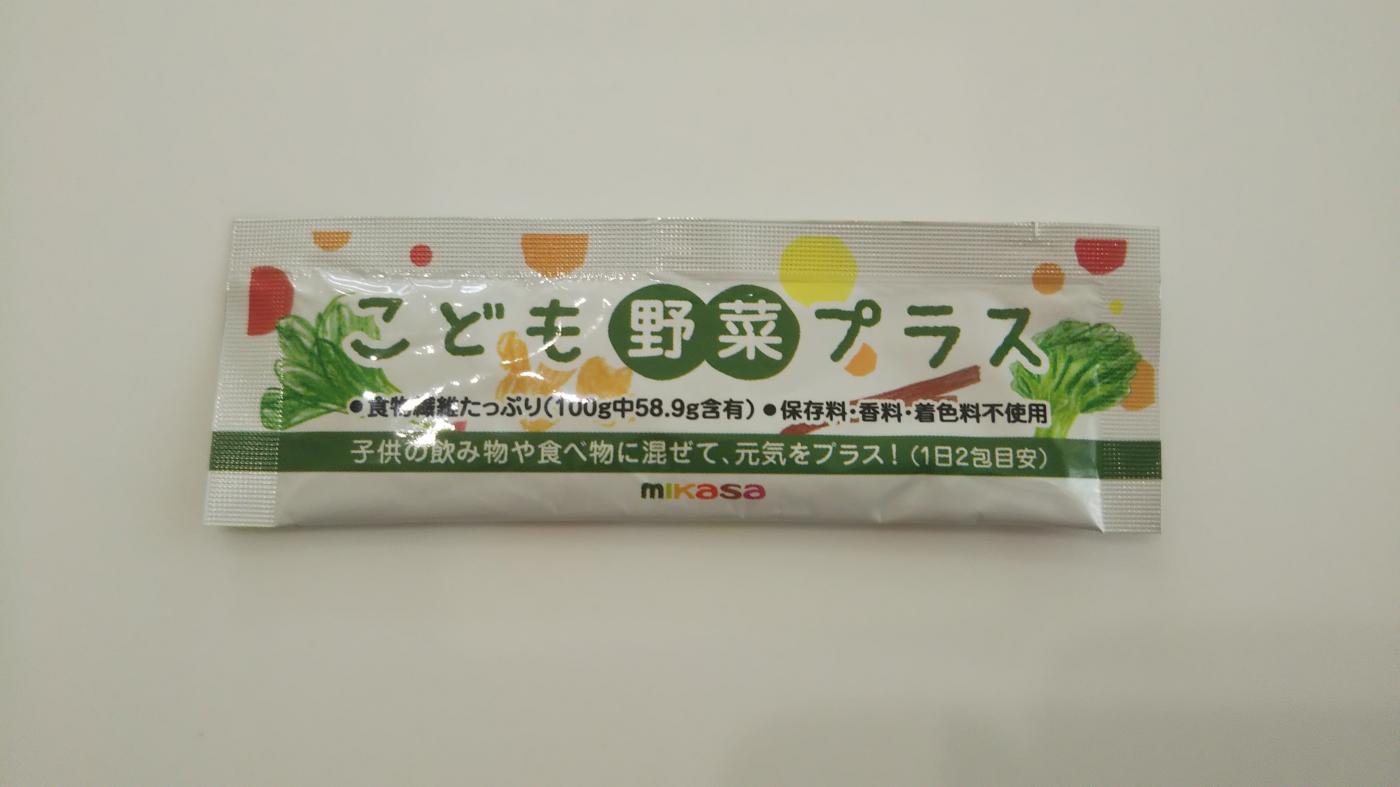 こども野菜プラス
●食物繊維たっぷり(100g中58.9g含有) ●保存料・香料・着色料不使用
子供の飲み物や食べ物に混ぜて、元気をプラス!(1日2包目安)
mikasa